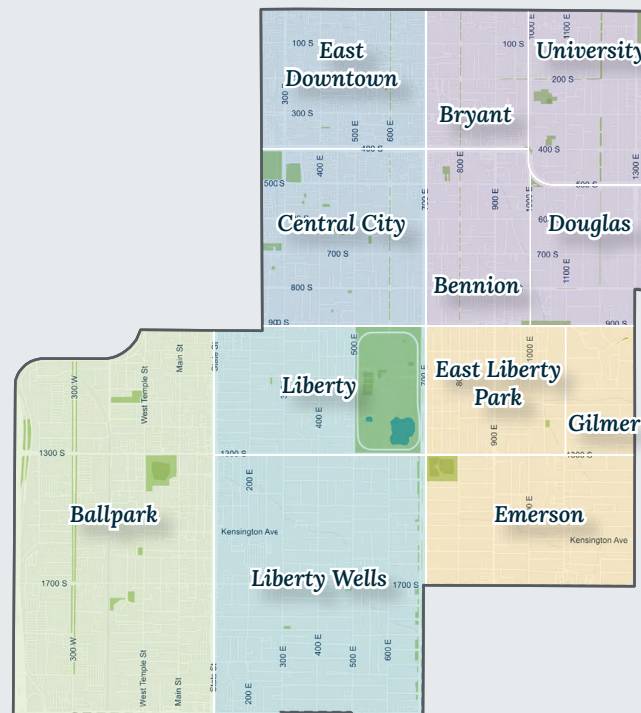 1000 E
1100 E
100 S
East
Downtown
100 S
University
200 S
300
300 S
Bryant
500 E
600 E
400 S
400 S
400 E
800 E
1300 E
500 S
500 S
900 E
Central City
Douglas
700 S
700 S
1100 E
800 S
Bennion
900 S
900 S
Main St
500 E
1000 E
300 W
West Temple St
Liberty
East Liberty
Park
400 E
700 E
900 E
Gilmer
1300 S
1300 S
1300 S
200 E
Ballpark
Emerson
Kensington Ave
Kensington Ave
Liberty Wells
1700 S
1700 S
300 W
West Temple St
Main St
State St
200 E
300 E
400 E
500 E
600 E